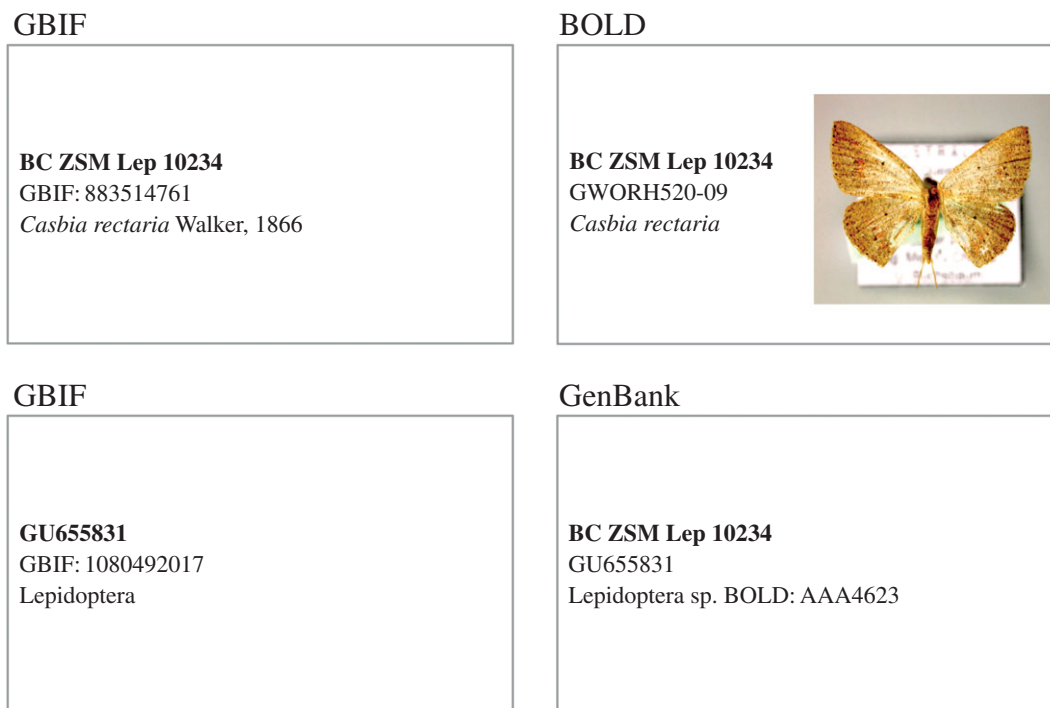 GBIF
BC ZSM Lep 10234
GBIF: 883514761
Casbia rectaria Walker, 1866
BOLD
BC ZSM Lep 10234
GWORH520-09
Casbia rectaria
GBIF
GU655831
GBIF: 1080492017
Lepidoptera
GenBank
BC ZSM Lep 10234
GU655831
Lepidoptera sp. BOLD: AAA4623